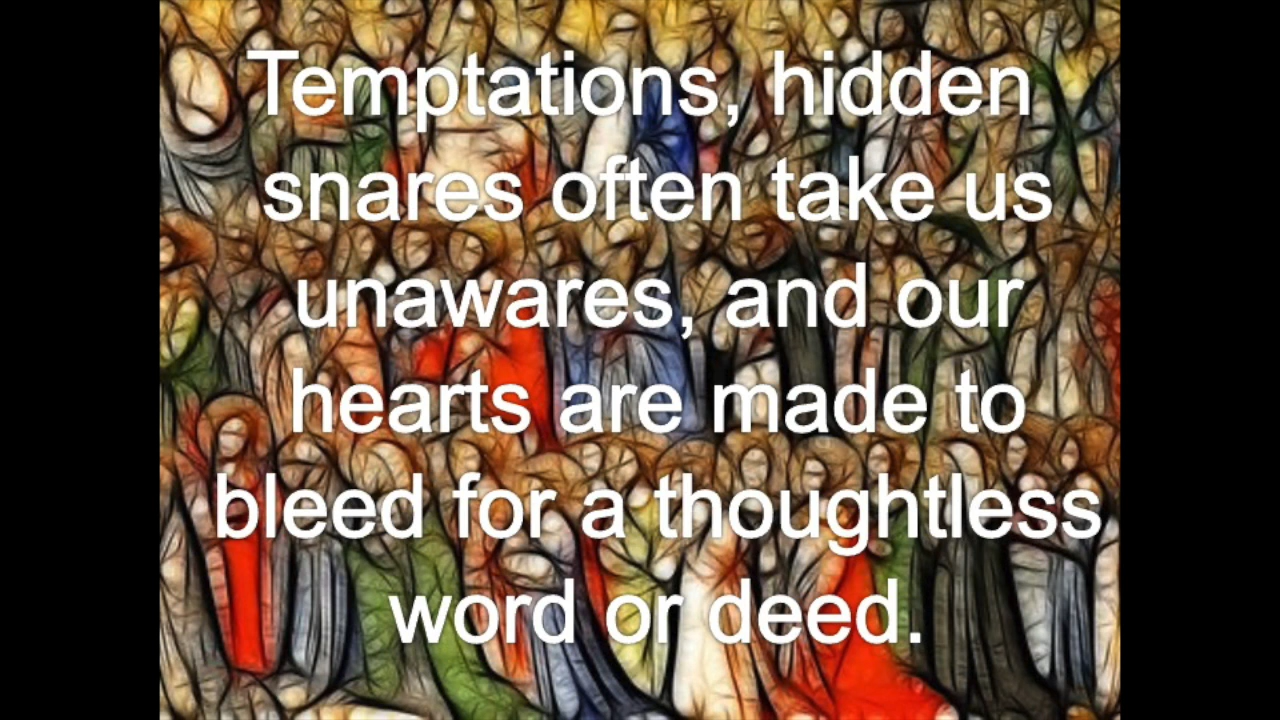 Temptations, hidden
snares often take us
unawares, and our
hearts are made to
bleed for a thoughtless
word or deed.